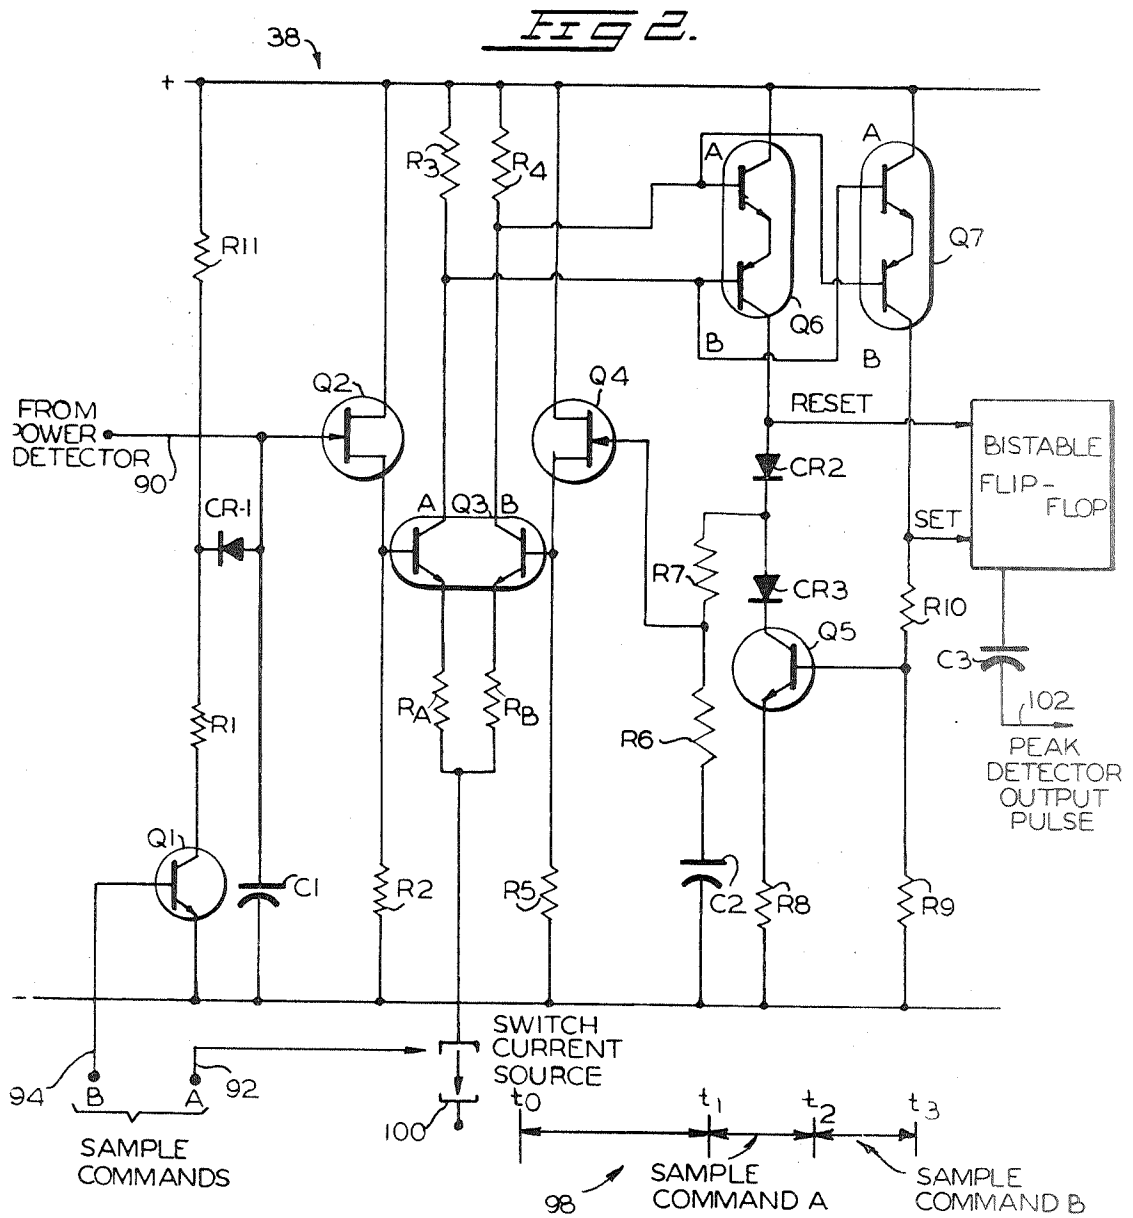 Fig 2.
38
+
R3
R4
A
A
R11
Q7
Q6
B
B
Q2
Q4
FROM
POWER
DETECTOR
90
RESET
BISTABLE
FLIP-
FLOP
CR2
CR-1
A Q3 B
SET
R7
CR3
R10
Q5
C3
102
RA
RB
R1
R6
PEAK
DETECTOR
OUTPUT
PULSE
Q1
C1
R2
R5
C2
R8
R9
-
SWITCH
CURRENT
SOURCE
94
B
A
92
100
t0
t1
t2
t3
SAMPLE
COMMANDS
98
SAMPLE
COMMAND A
SAMPLE
COMMAND B